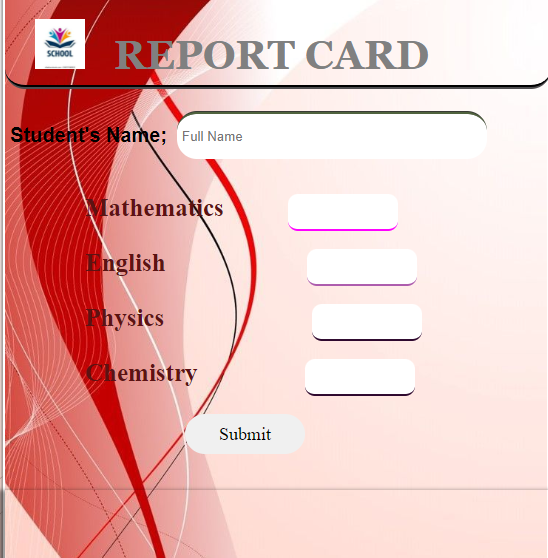 SCHOOL
REPORT CARD
Student's Name;
Full Name
Mathematics
English
Physics
Chemistry
Submit